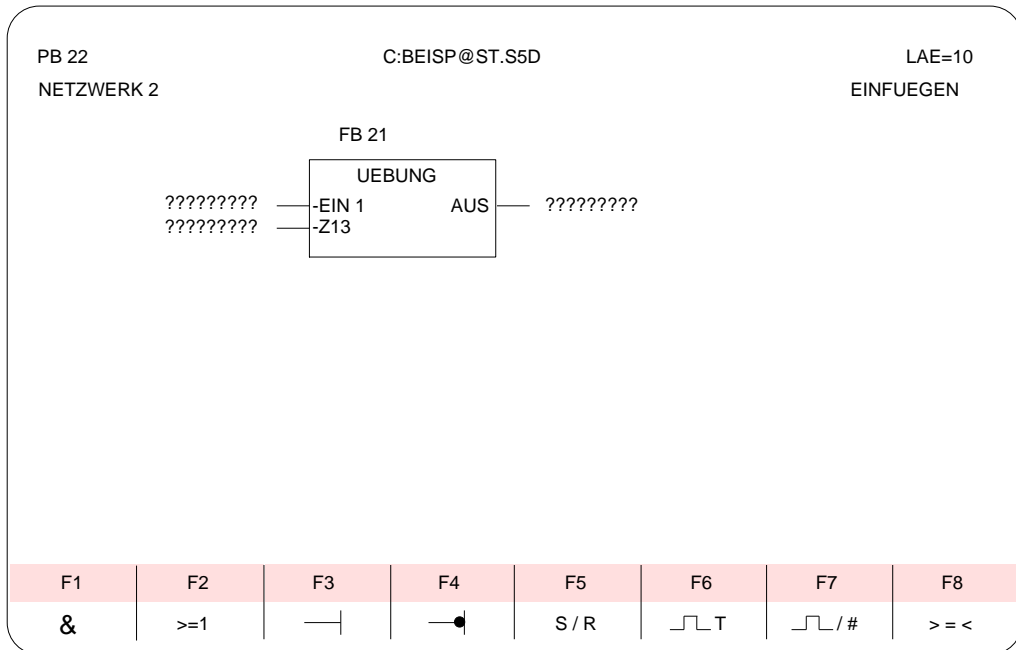 PB 22 C:BEISP@ST.S5D LAE=10
NETZWERK 2 EINFUEGEN
FB 21
UEBUNG
????????? -EIN 1 AUS ?????????
????????? -Z13
F1 F2 F3 F4 F5 F6 F7 F8
& >=1 S / R T / # > = <